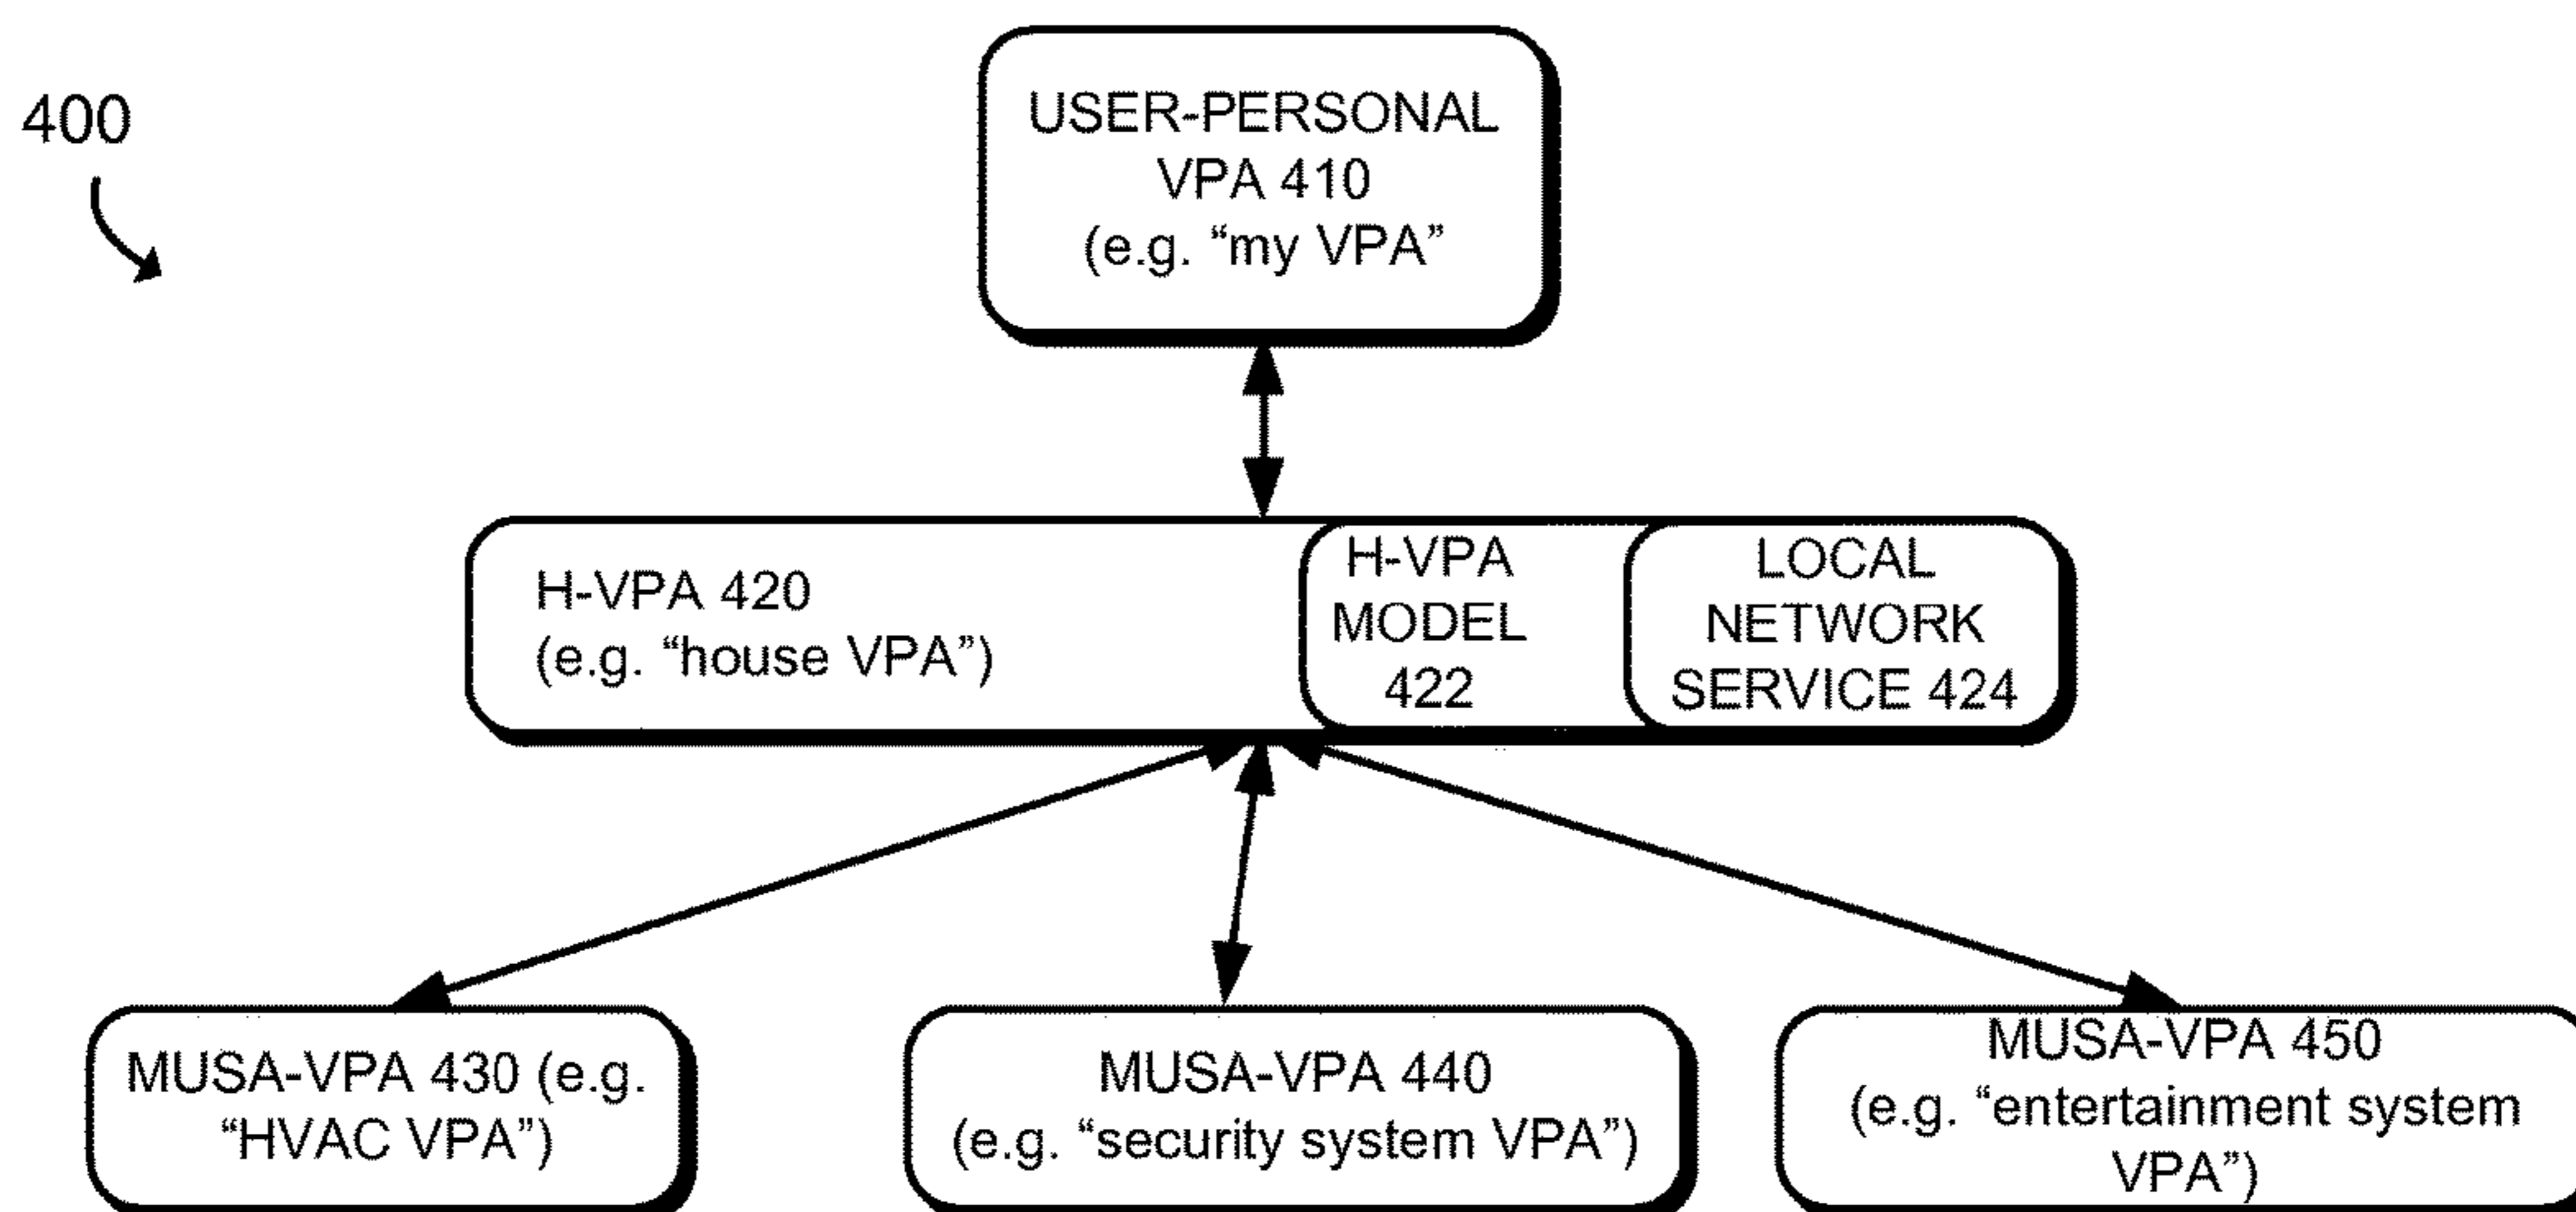 400
USER-PERSONAL
VPA 410
(e.g. “my VPA”
H-VPA 420
(e.g. “house VPA”)
H-VPA
MODEL
422
LOCAL
NETWORK
SERVICE 424
MUSA-VPA 430 (e.g.
“HVAC VPA”)
MUSA-VPA 440
(e.g. “security system VPA”)
MUSA-VPA 450
(e.g. “entertainment system
VPA”)